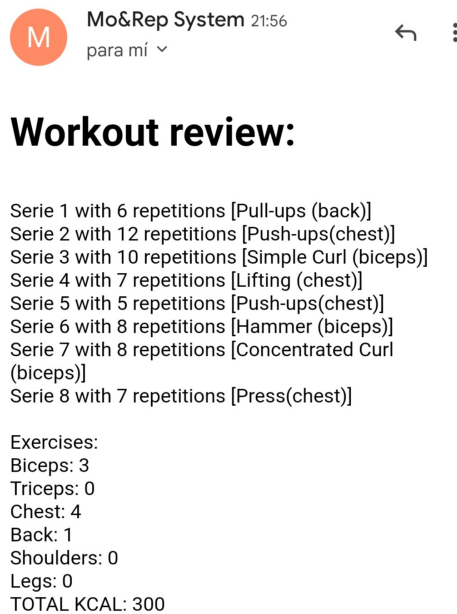 M
Mo&Rep System 21:56
para mí
Workout review:
Serie 1 with 6 repetitions [Pull-ups (back)]
Serie 2 with 12 repetitions [Push-ups(chest)]
Serie 3 with 10 repetitions [Simple Curl (biceps)]
Serie 4 with 7 repetitions [Lifting (chest)]
Serie 5 with 5 repetitions [Push-ups(chest)]
Serie 6 with 8 repetitions [Hammer (biceps)]
Serie 7 with 8 repetitions [Concentrated Curl
(biceps)]
Serie 8 with 7 repetitions [Press(chest)]
Exercises:
Biceps: 3
Triceps: 0
Chest: 4
Back: 1
Shoulders: 0
Legs: 0
TOTAL KCAL: 300